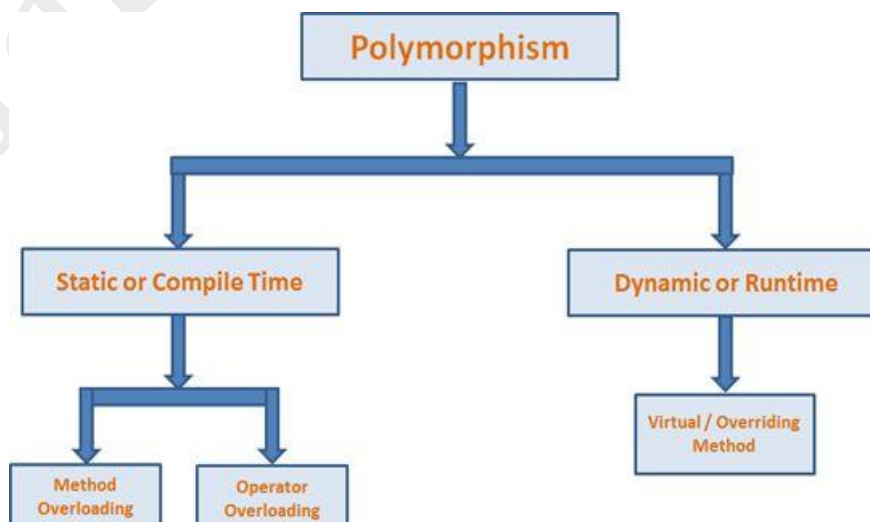 Polymorphism
Static or Compile Time
Dynamic or Runtime
Virtual / Overriding
Method
Method
Overloading
Operator
Overloading